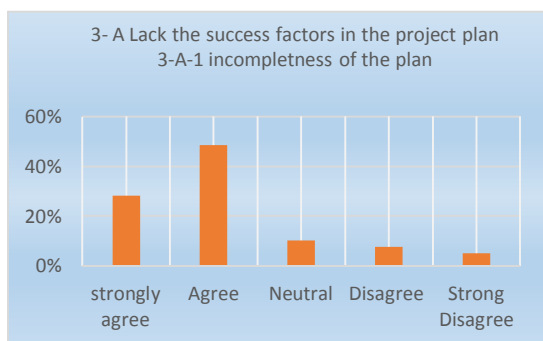 3- A Lack the success factors in the project plan
3-A-1 incompletness of the plan
60%
40%
20%
0%
strongly agree
Agree
Neutral
Disagree
Strong Disagree